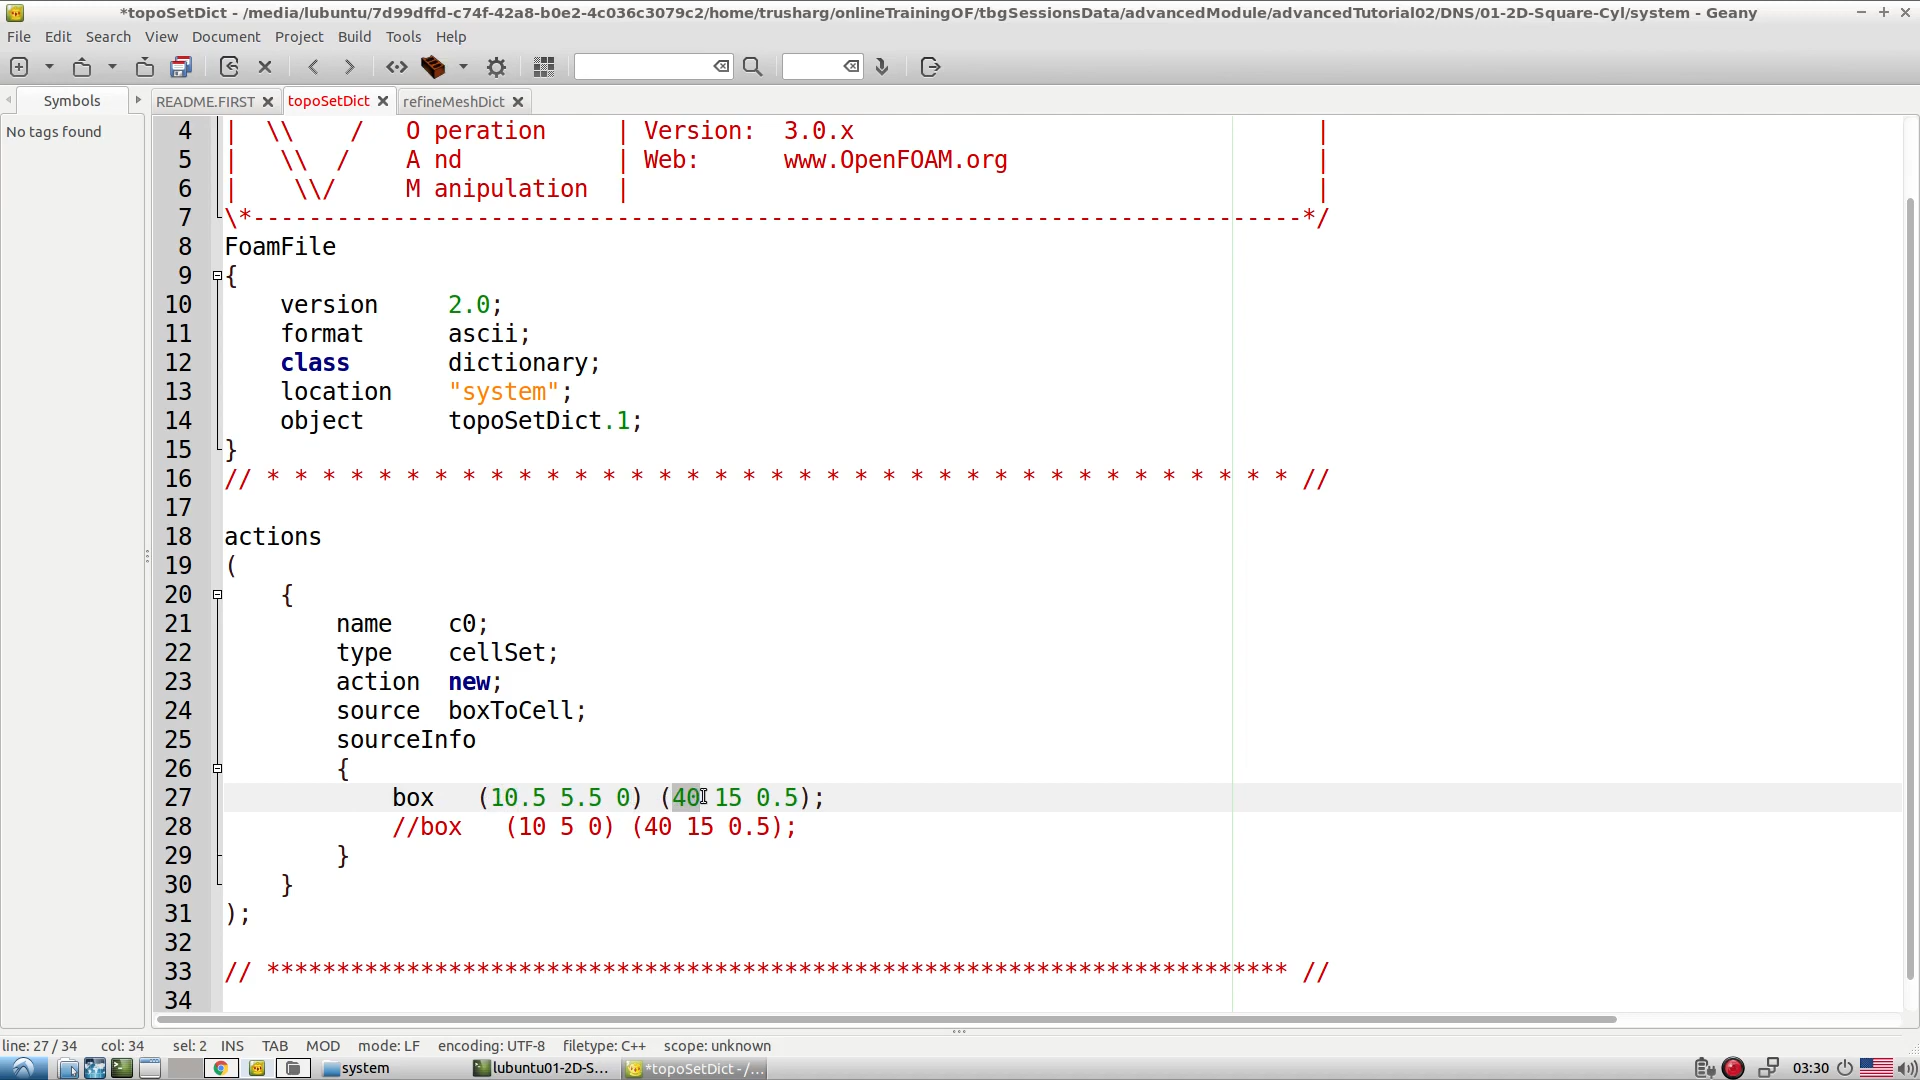 *topoSetDict - /media/lubuntu/7d99dffd-c74f-42a8-b0e2-4c036c3079c2/home/trusharg/onlineTrainingOF/tbgSessionsData/advancedModule/advancedTutorial02/DNS/01-2D-Square-Cyl/system - Geany
File Edit Search View Document Project Build Tools Help
Symbols README.FIRST topoSetDict refineMeshDict
No tags found
4 | \\ / O peration | Version: 3.0.x |
5 | \\ / A nd | Web: www.OpenFOAM.org |
6 | \\/ M anipulation | |
7 \*---------------------------------------------------------------------------*/
8 FoamFile
9 {
10 version 2.0;
11 format ascii;
12 class dictionary;
13 location "system";
14 object topoSetDict.1;
15 }
16 // * * * * * * * * * * * * * * * * * * * * * * * * * * * * * * * * * * * * * //
17
18 actions
19 (
20 {
21 name c0;
22 type cellSet;
23 action new;
24 source boxToCell;
25 sourceInfo
26 {
27 box (10.5 5.5 0) (40 15 0.5);
28 //box (10 5 0) (40 15 0.5);
29 }
30 }
31 );
32
33 // ************************************************************************* //
34
line: 27 / 34 col: 34 sel: 2 INS TAB MOD mode: LF encoding: UTF-8 filetype: C++ scope: unknown
system lubuntu01-2D-S... *topoSetDict - /... 03:30